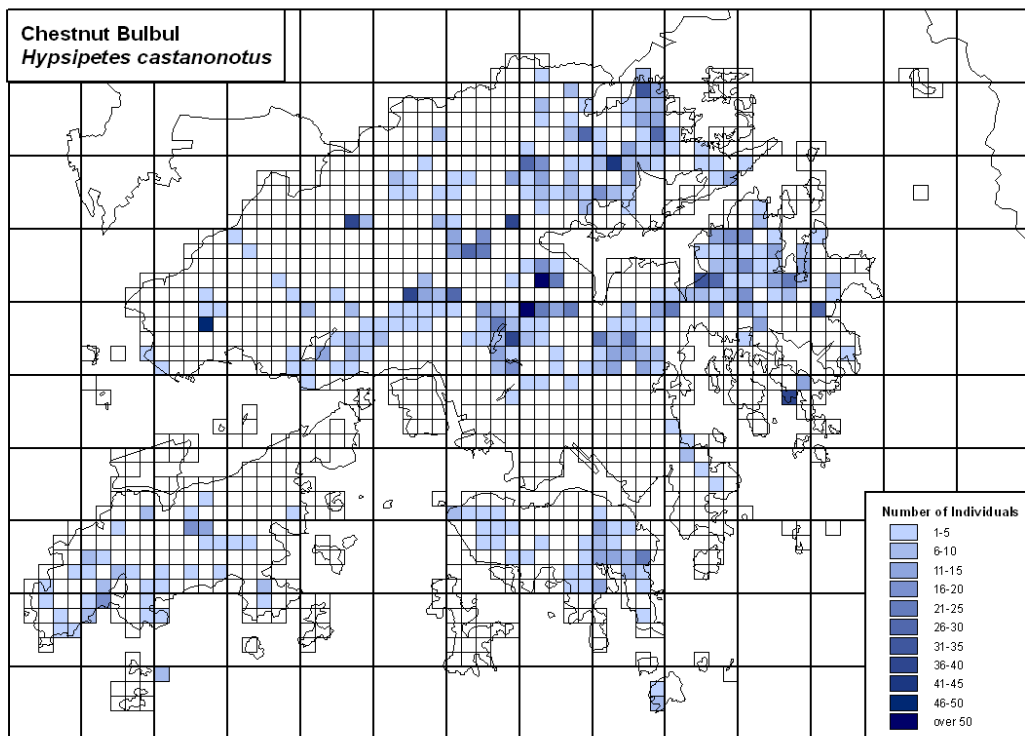 Chestnut Bulbul
Hypsipetes castanonotus
Number of Individuals
1-5
6-10
11-15
16-20
21-25
26-30
31-35
36-40
41-45
46-50
over 50